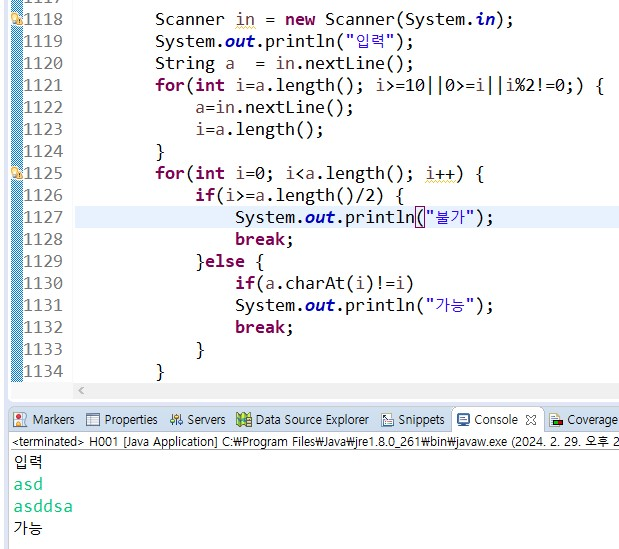 1118 Scanner in = new Scanner(System.in);
1119 System.out.println("입력");
1120 String a  = in.nextLine();
1121 for(int i=a.length(); i>=10||0>=i||i%2!=0;) {
1122 a=in.nextLine();
1123 i=a.length();
1124 }
1125 for(int i=0; i<a.length(); i++) {
1126 if(i>=a.length()/2) {
1127 System.out.println("불가");
1128 break;
1129 }else {
1130 if(a.charAt(i)!=i)
1131 System.out.println("가능");
1132 break;
1133 }
1134 }
Markers Properties Servers Data Source Explorer Snippets Console Coverage
<terminated> H001 [Java Application] C:₩Program Files₩Java₩jre1.8.0_261₩bin₩javaw.exe (2024. 2. 29. 오후 2
입력
asd
asddsa
가능